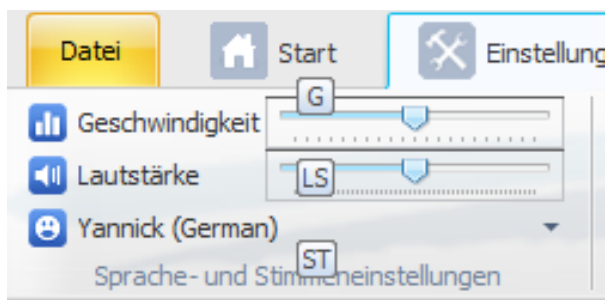 Datei Start Einstellung
G
Geschwindigkeit
Lautstärke LS
Yannick (German)
ST
Sprache- und Stimmeneinstellungen